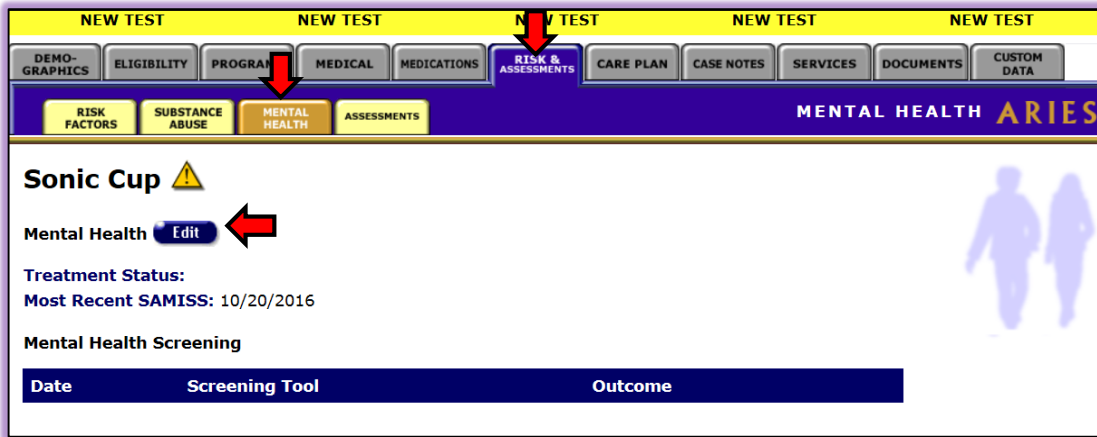 NEW TEST NEW TEST NEW TEST NEW TEST NEW TEST
DEMO-GRAPHICS ELIGIBILITY PROGRAM MEDICAL MEDICATIONS RISK & ASSESSMENTS CARE PLAN CASE NOTES SERVICES DOCUMENTS CUSTOM DATA
RISK FACTORS SUBSTANCE ABUSE MENTAL HEALTH ASSESSMENTS MENTAL HEALTH ARIES
Sonic Cup
Mental Health Edit
Treatment Status:
Most Recent SAMISS: 10/20/2016
Mental Health Screening
Date Screening Tool Outcome